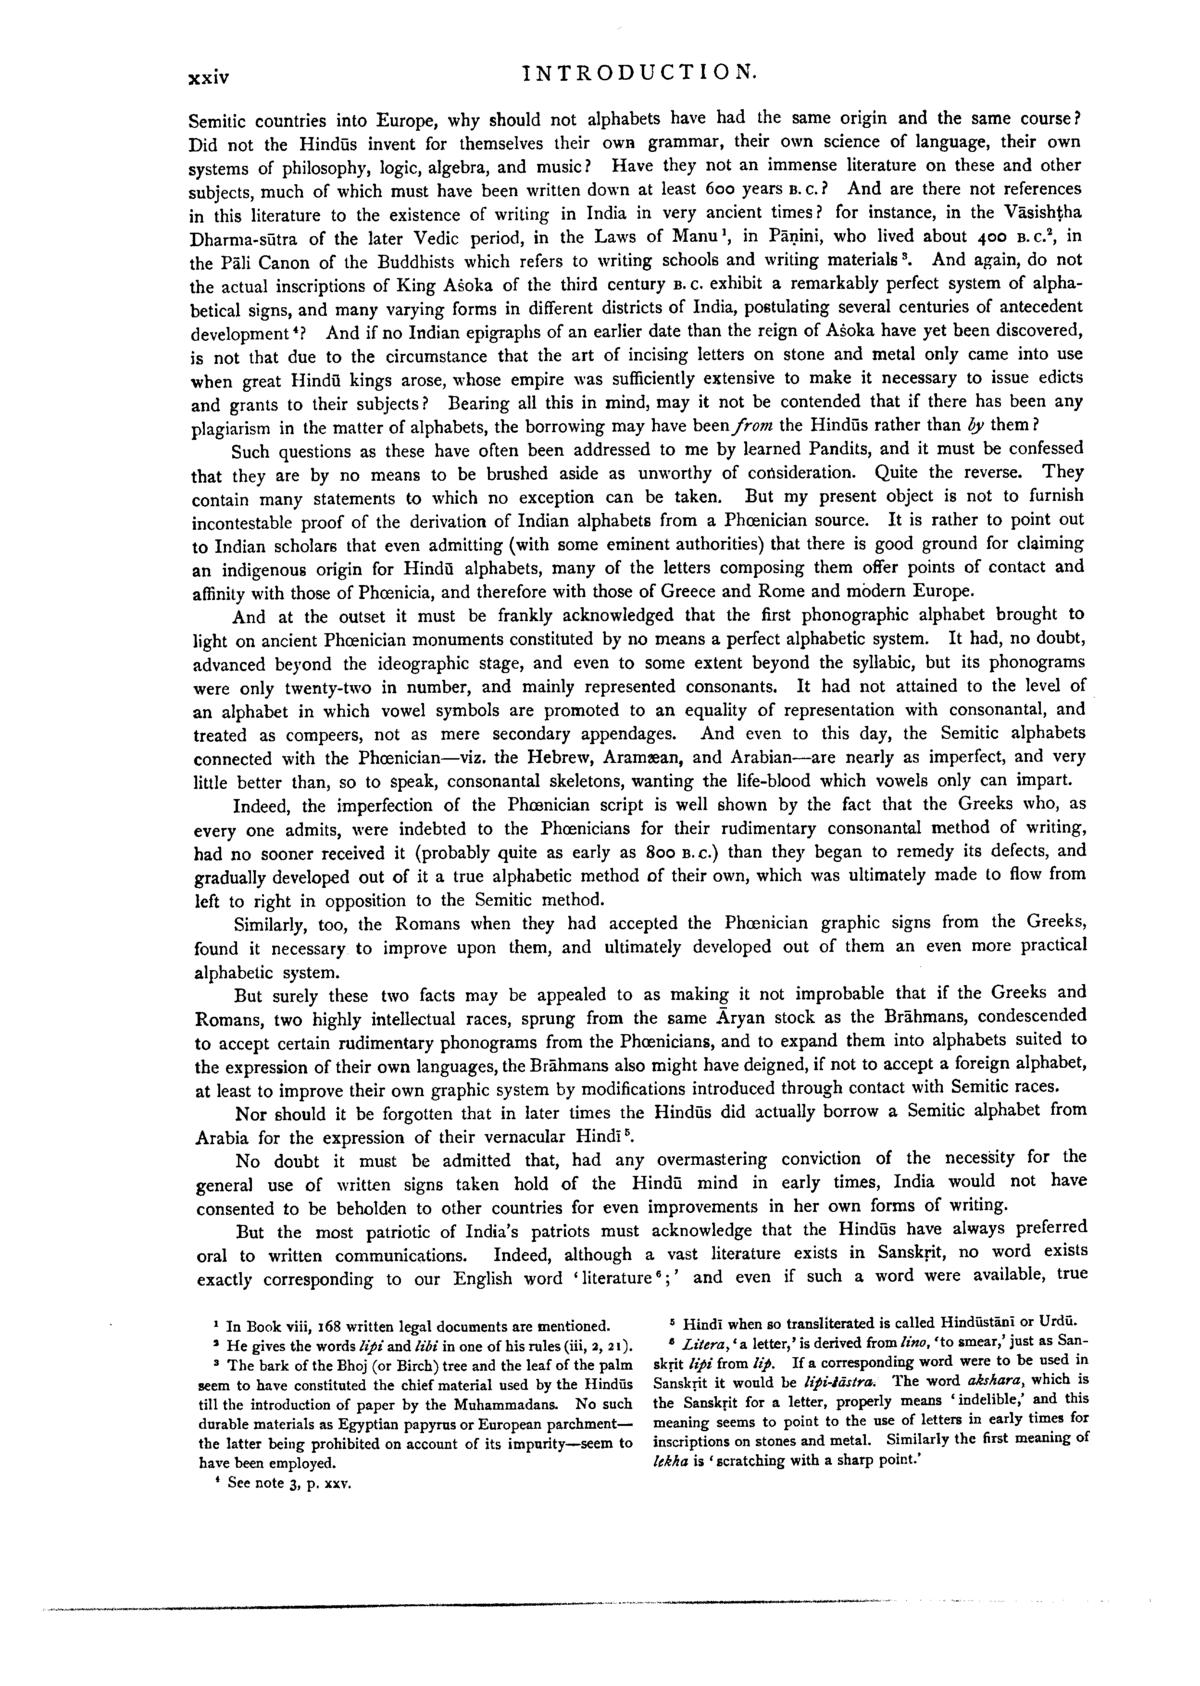 xxiv
INTRODUCTION.
Semitic countries into Europe, why should not alphabets have had the same origin and the same course?
Did not the Hindūs invent for themselves their own grammar, their own science of language, their own
systems of philosophy, logic, algebra, and music? Have they not an immense literature on these and other
subjects, much of which must have been written down at least 600 years B.C.? And are there not references
in this literature to the existence of writing in India in very ancient times? for instance, in the Vāsishṭha
Dharma-sūtra of the later Vedic period, in the Laws of Manu¹, in Pāṇini, who lived about 400 B.C.², in
the Pāli Canon of the Buddhists which refers to writing schools and writing materials³. And again, do not
the actual inscriptions of King Aśoka of the third century B.C. exhibit a remarkably perfect system of alpha-
betical signs, and many varying forms in different districts of India, postulating several centuries of antecedent
development⁴? And if no Indian epigraphs of an earlier date than the reign of Aśoka have yet been discovered,
is not that due to the circumstance that the art of incising letters on stone and metal only came into use
when great Hindū kings arose, whose empire was sufficiently extensive to make it necessary to issue edicts
and grants to their subjects? Bearing all this in mind, may it not be contended that if there has been any
plagiarism in the matter of alphabets, the borrowing may have been from the Hindūs rather than by them?
Such questions as these have often been addressed to me by learned Pandits, and it must be confessed
that they are by no means to be brushed aside as unworthy of consideration. Quite the reverse. They
contain many statements to which no exception can be taken. But my present object is not to furnish
incontestable proof of the derivation of Indian alphabets from a Phœnician source. It is rather to point out
to Indian scholars that even admitting (with some eminent authorities) that there is good ground for claiming
an indigenous origin for Hindū alphabets, many of the letters composing them offer points of contact and
affinity with those of Phœnicia, and therefore with those of Greece and Rome and modern Europe.
And at the outset it must be frankly acknowledged that the first phonographic alphabet brought to
light on ancient Phœnician monuments constituted by no means a perfect alphabetic system. It had, no doubt,
advanced beyond the ideographic stage, and even to some extent beyond the syllabic, but its phonograms
were only twenty-two in number, and mainly represented consonants. It had not attained to the level of
an alphabet in which vowel symbols are promoted to an equality of representation with consonantal, and
treated as compeers, not as mere secondary appendages. And even to this day, the Semitic alphabets
connected with the Phœnician—viz. the Hebrew, Aramæan, and Arabian—are nearly as imperfect, and very
little better than, so to speak, consonantal skeletons, wanting the life-blood which vowels only can impart.
Indeed, the imperfection of the Phœnician script is well shown by the fact that the Greeks who, as
every one admits, were indebted to the Phœnicians for their rudimentary consonantal method of writing,
had no sooner received it (probably quite as early as 800 B.C.) than they began to remedy its defects, and
gradually developed out of it a true alphabetic method of their own, which was ultimately made to flow from
left to right in opposition to the Semitic method.
Similarly, too, the Romans when they had accepted the Phœnician graphic signs from the Greeks,
found it necessary to improve upon them, and ultimately developed out of them an even more practical
alphabetic system.
But surely these two facts may be appealed to as making it not improbable that if the Greeks and
Romans, two highly intellectual races, sprung from the same Āryan stock as the Brāhmans, condescended
to accept certain rudimentary phonograms from the Phœnicians, and to expand them into alphabets suited to
the expression of their own languages, the Brāhmans also might have deigned, if not to accept a foreign alphabet,
at least to improve their own graphic system by modifications introduced through contact with Semitic races.
Nor should it be forgotten that in later times the Hindūs did actually borrow a Semitic alphabet from
Arabia for the expression of their vernacular Hindī⁵.
No doubt it must be admitted that, had any overmastering conviction of the necessity for the
general use of written signs taken hold of the Hindū mind in early times, India would not have
consented to be beholden to other countries for even improvements in her own forms of writing.
But the most patriotic of India's patriots must acknowledge that the Hindūs have always preferred
oral to written communications. Indeed, although a vast literature exists in Sanskṛit, no word exists
exactly corresponding to our English word ‘literature⁶;’ and even if such a word were available, true
¹ In Book viii, 168 written legal documents are mentioned.
² He gives the words lipi and libi in one of his rules (iii, 2, 21).
³ The bark of the Bhoj (or Birch) tree and the leaf of the palm
seem to have constituted the chief material used by the Hindūs
till the introduction of paper by the Muhammadans. No such
durable materials as Egyptian papyrus or European parchment—
the latter being prohibited on account of its impurity—seem to
have been employed.
⁴ See note 3, p. xxv.
⁵ Hindī when so transliterated is called Hindūstānī or Urdū.
⁶ Litera, ‘a letter,’ is derived from lino, ‘to smear,’ just as San-
skṛit lipi from lip. If a corresponding word were to be used in
Sanskṛit it would be lipi-śāstra. The word akshara, which is
the Sanskṛit for a letter, properly means ‘indelible,’ and this
meaning seems to point to the use of letters in early times for
inscriptions on stones and metal. Similarly the first meaning of
lekha is ‘scratching with a sharp point.’